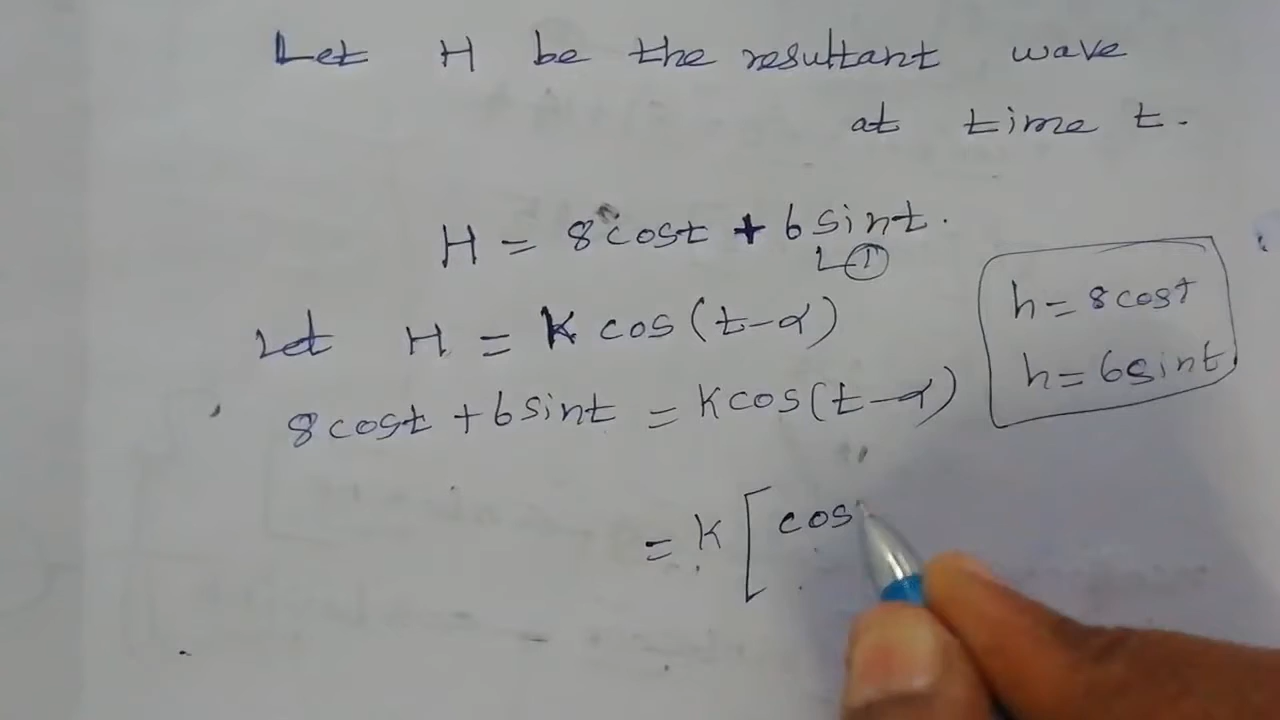 Let H be the resultant wave
at time t.
H = 8cost + 6sint.
①
Let H = K cos(t-α)
h = 8cost
h = 6sint
8cost + 6sint = Kcos(t-α)
= K [ cos